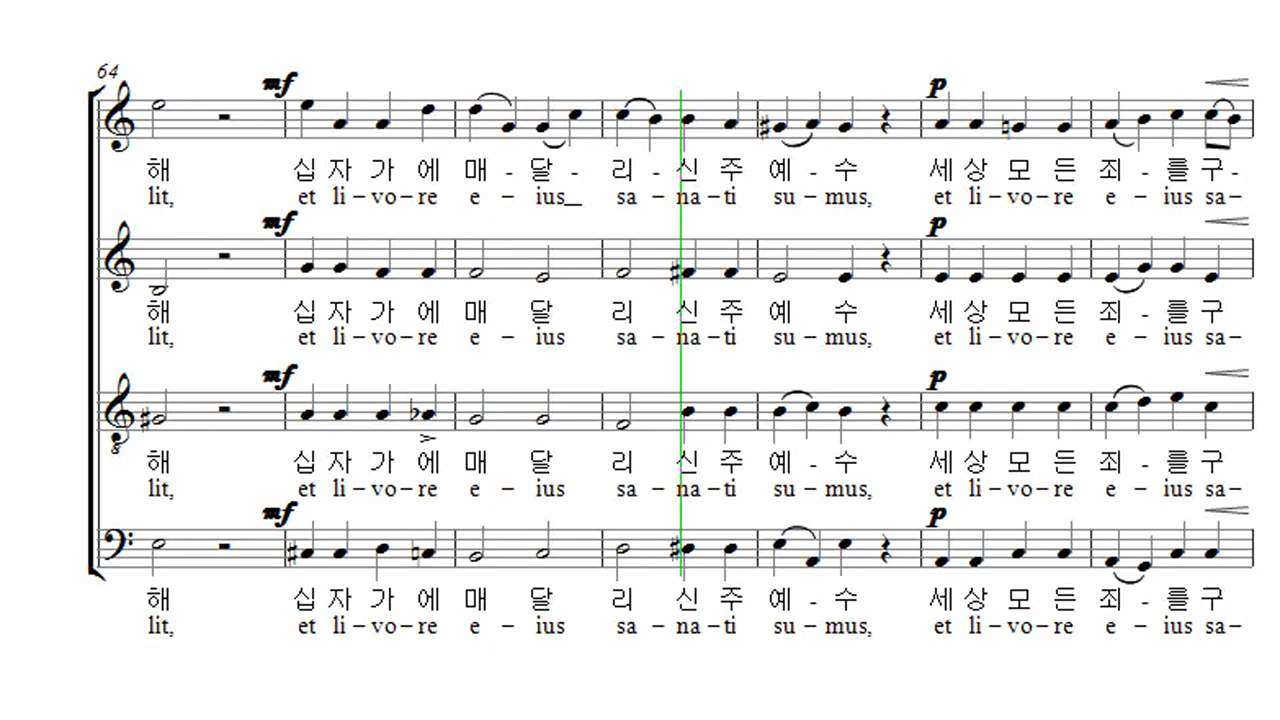 64
mf
p
해 십 자 가 에 매 - 달 - 리 - 신 주 예 - 수 세 상 모 든 죄 - 를 구 -
lit, et li – vo – re e – ius_ sa – na – ti su – mus, et li – vo – re e – ius sa –
mf
p
해 십 자 가 에 매 달 리 신 주 예 수 세 상 모 든 죄 - 를 구
lit, et li – vo – re e – ius sa – na – ti su – mus, et li – vo – re e – ius sa –
mf
p
8
해 십 자 가 에 매 달 리 신 주 예 - 수 세 상 모 든 죄 - 를 구
lit, et li – vo – re e – ius sa – na – ti su – mus, et li – vo – re e – ius sa –
mf
p
해 십 자 가 에 매 달 리 신 주 예 - 수 세 상 모 든 죄 - 를 구
lit, et li – vo – re e – ius sa – na – ti su – mus, et li – vo – re e – ius sa –